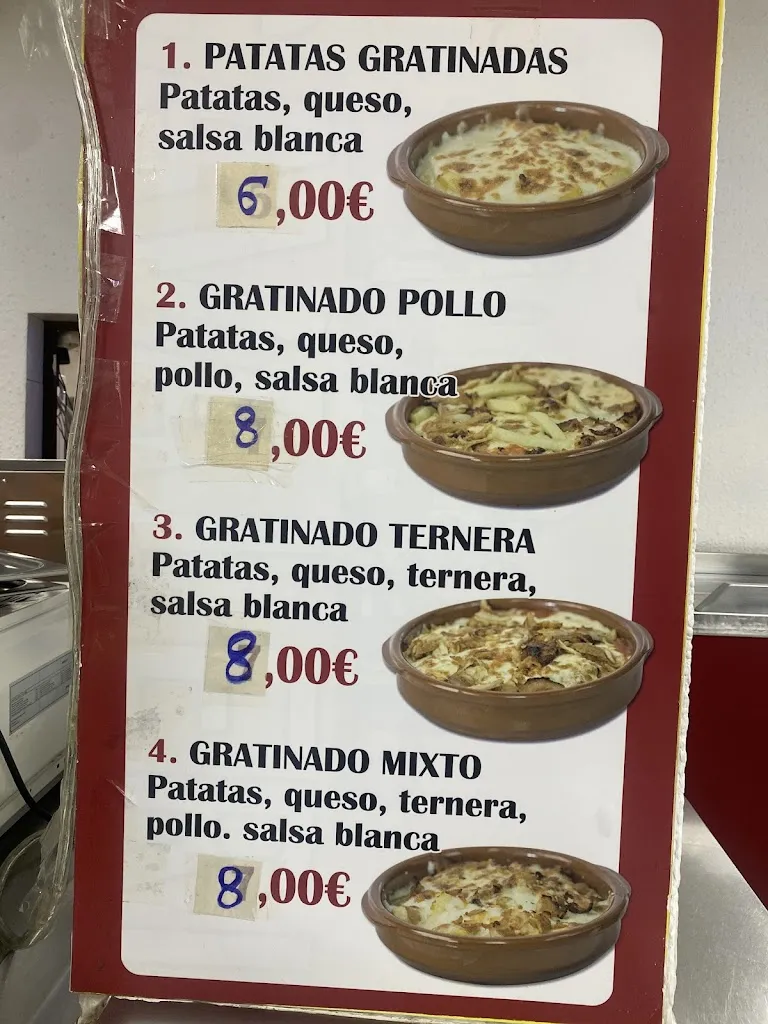 1. PATATAS GRATINADAS
Patatas, queso,
salsa blanca
6,00€
2. GRATINADO POLLO
Patatas, queso,
pollo, salsa blanca
8,00€
3. GRATINADO TERNERA
Patatas, queso, ternera,
salsa blanca
8,00€
4. GRATINADO MIXTO
Patatas, queso, ternera,
pollo. salsa blanca
8,00€